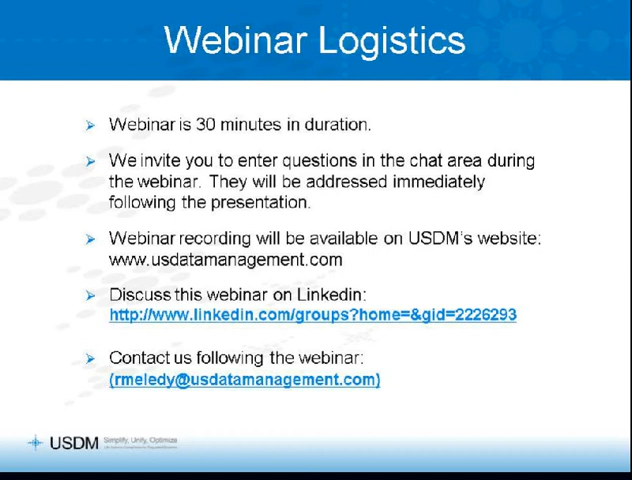 Webinar Logistics
Webinar is 30 minutes in duration.
We invite you to enter questions in the chat area during
the webinar. They will be addressed immediately
following the presentation.
Webinar recording will be available on USDM's website:
www.usdatamanagement.com
Discuss this webinar on Linkedin:
http://www.linkedin.com/groups?home=&gid=2226293
Contact us following the webinar:
(rmeledy@usdatamanagement.com)
USDM Simplify, Unify, Optimize